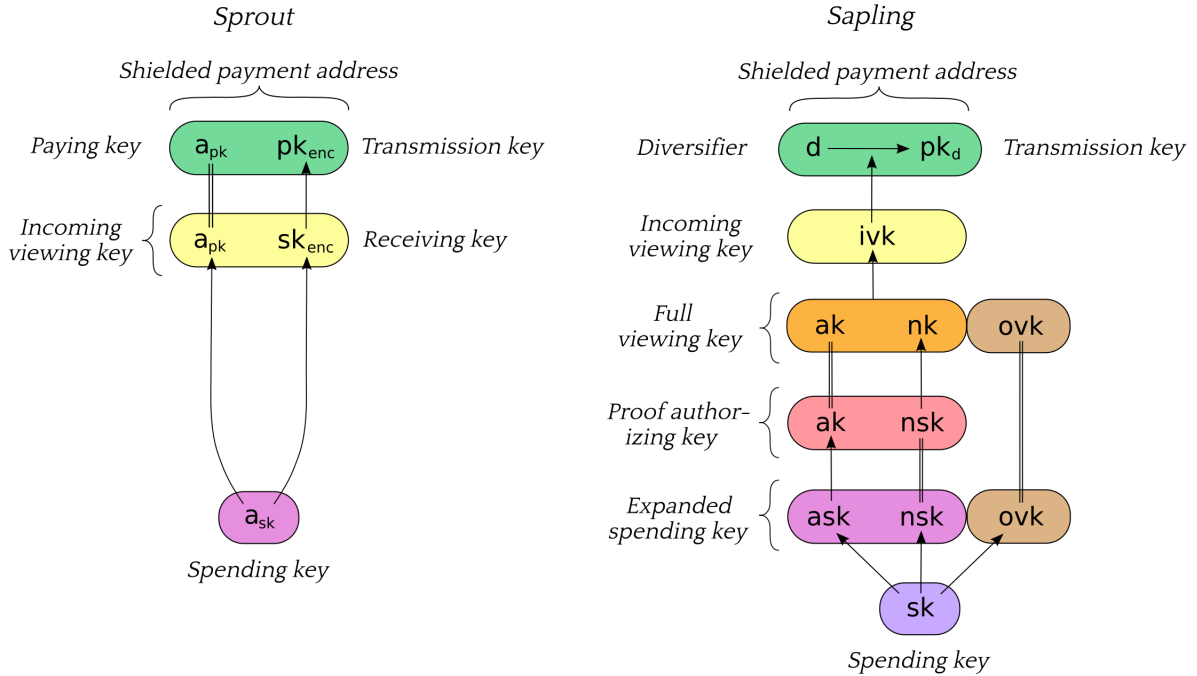 Sprout
Shielded payment address
Paying key
a_pk
pk_enc
Transmission key
Incoming
viewing key
a_pk
sk_enc
Receiving key
a_sk
Spending key
Sapling
Shielded payment address
Diversifier
d
pk_d
Transmission key
Incoming
viewing key
ivk
Full
viewing key
ak
nk
ovk
Proof author-
izing key
ak
nsk
Expanded
spending key
ask
nsk
ovk
sk
Spending key